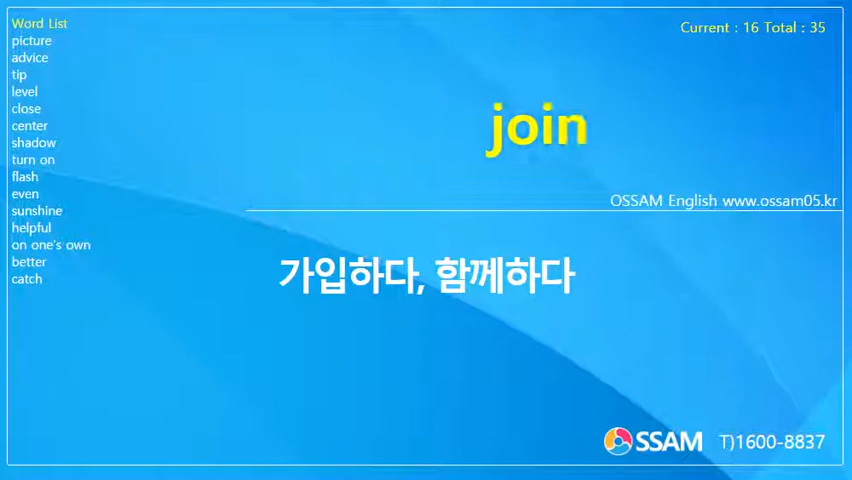 Word List
picture
advice
tip
level
close
center
shadow
turn on
flash
even
sunshine
helpful
on one's own
better
catch
Current : 16 Total : 35
join
OSSAM English www.ossam05.kr
가입하다, 함께하다
OSSAM T)1600-8837